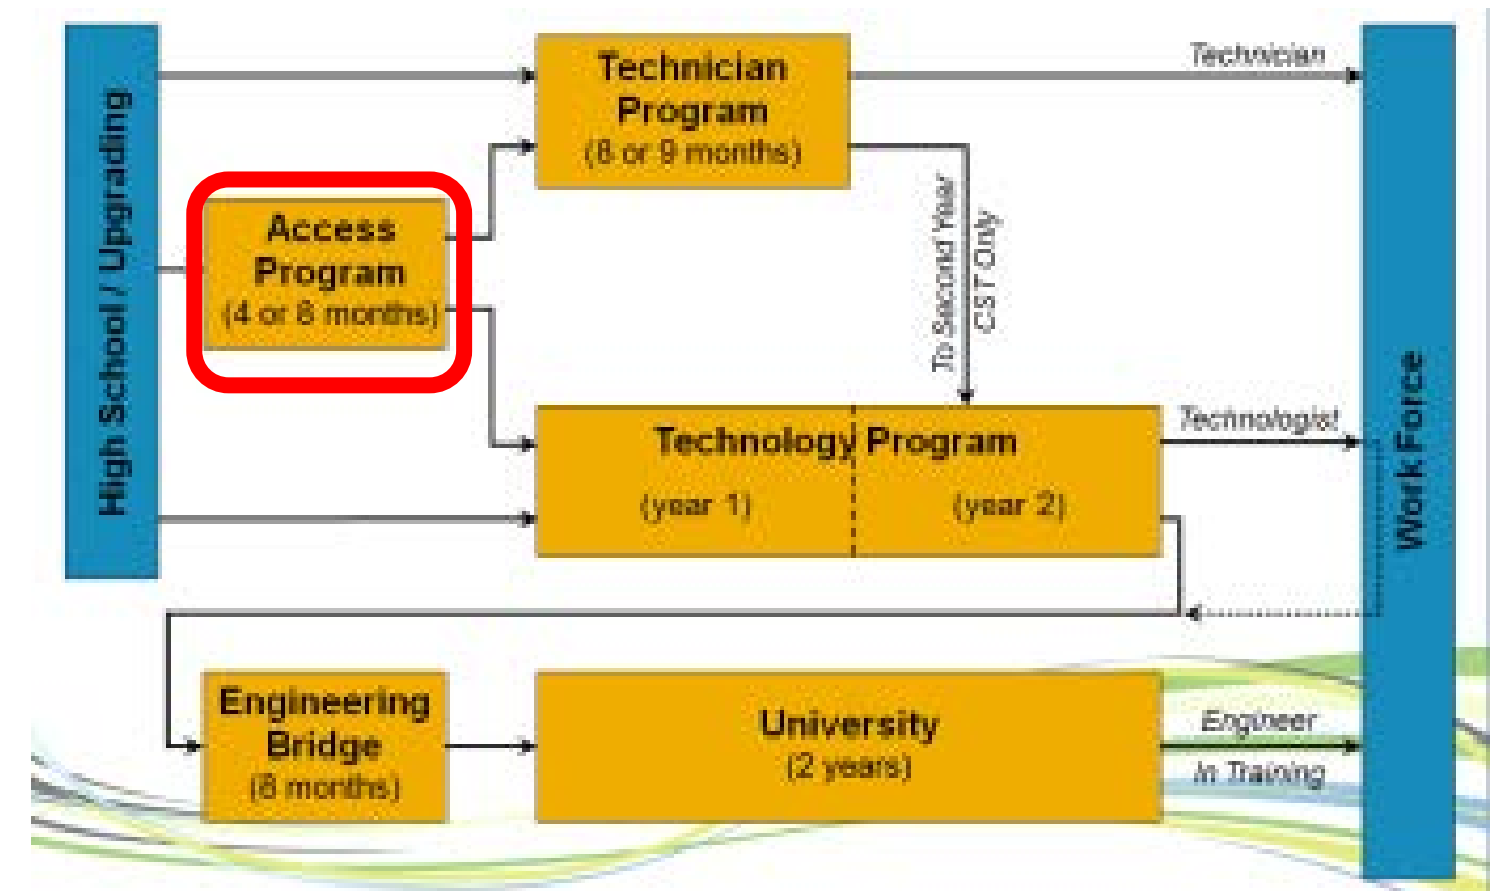 High School / Upgrading
Technician
Program
(8 or 9 months)
Technician
Access
Program
(4 or 8 months)
To Second Year
CST Only
Technology Program
(year 1)
(year 2)
Technologist
Work Force
Engineering
Bridge
(8 months)
University
(2 years)
Engineer
In Training